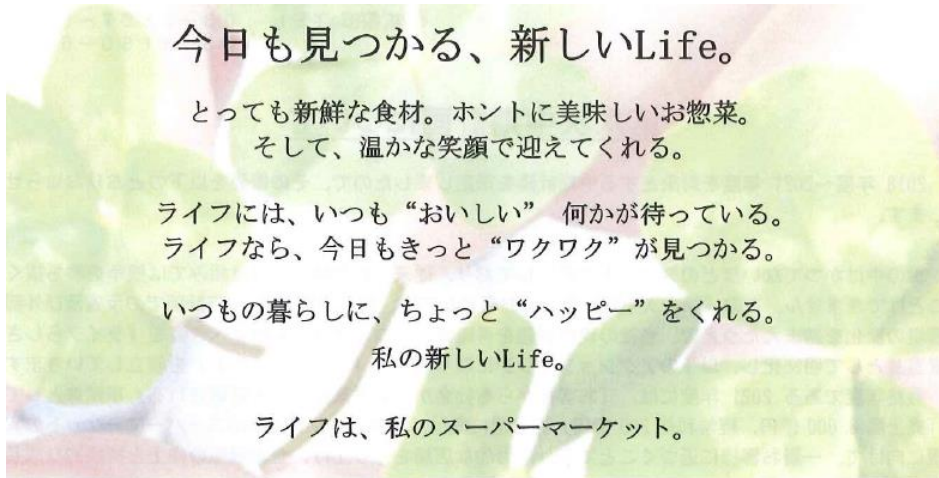 今日も見つかる、新しいLife。
とっても新鮮な食材。ホントに美味しいお惣菜。
そして、温かな笑顔で迎えてくれる。
ライフには、いつも“おいしい” 何かが待っている。
ライフなら、今日もきっと“ワクワク”が見つかる。
いつもの暮らしに、ちょっと“ハッピー”をくれる。
私の新しいLife。
ライフは、私のスーパーマーケット。